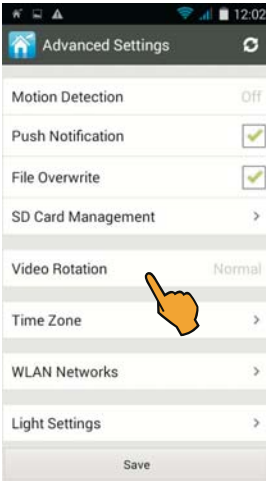 12:02
Advanced Settings
Motion Detection Off
Push Notification
File Overwrite
SD Card Management
Video Rotation Normal
Time Zone
WLAN Networks
Light Settings
Save